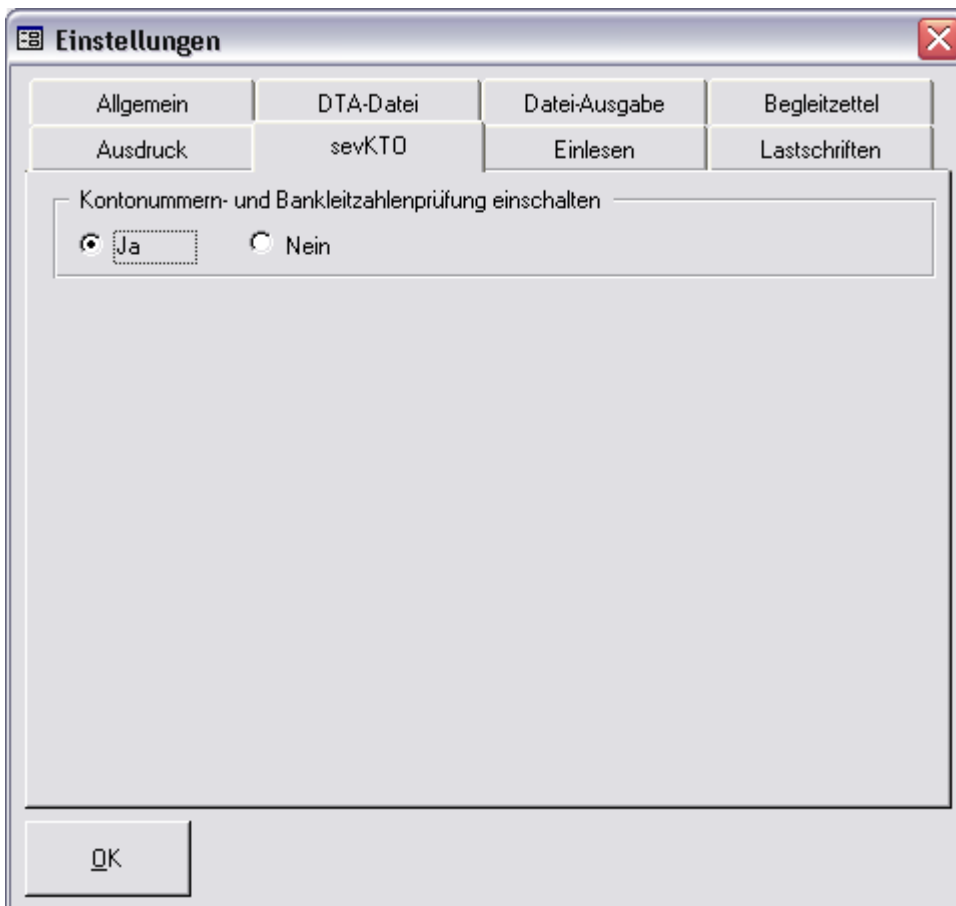 Einstellungen
Allgemein DTA-Datei Datei-Ausgabe Begleitzettel
Ausdruck sevKTO Einlesen Lastschriften
Kontonummern- und Bankleitzahlenprüfung einschalten
Ja Nein
OK